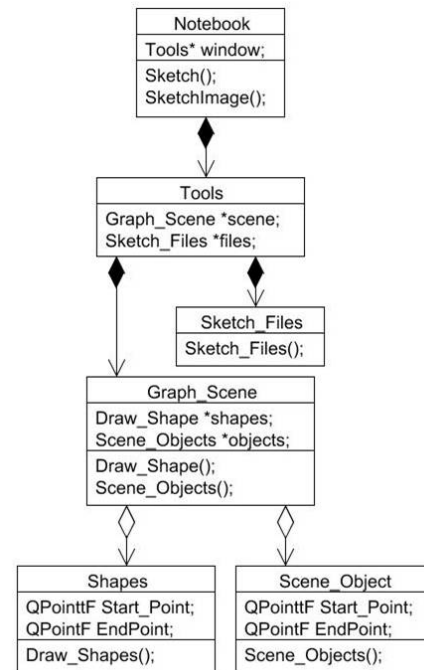 Notebook
Tools* window;
Sketch();
SketchImage();
Tools
Graph_Scene *scene;
Sketch_Files *files;
Sketch_Files
Sketch_Files();
Graph_Scene
Draw_Shape *shapes;
Scene_Objects *objects;
Draw_Shape();
Scene_Objects();
Shapes
QPointtF Start_Point;
QPointF EndPoint;
Draw_Shapes();
Scene_Object
QPointtF Start_Point;
QPointF EndPoint;
Scene_Objects();